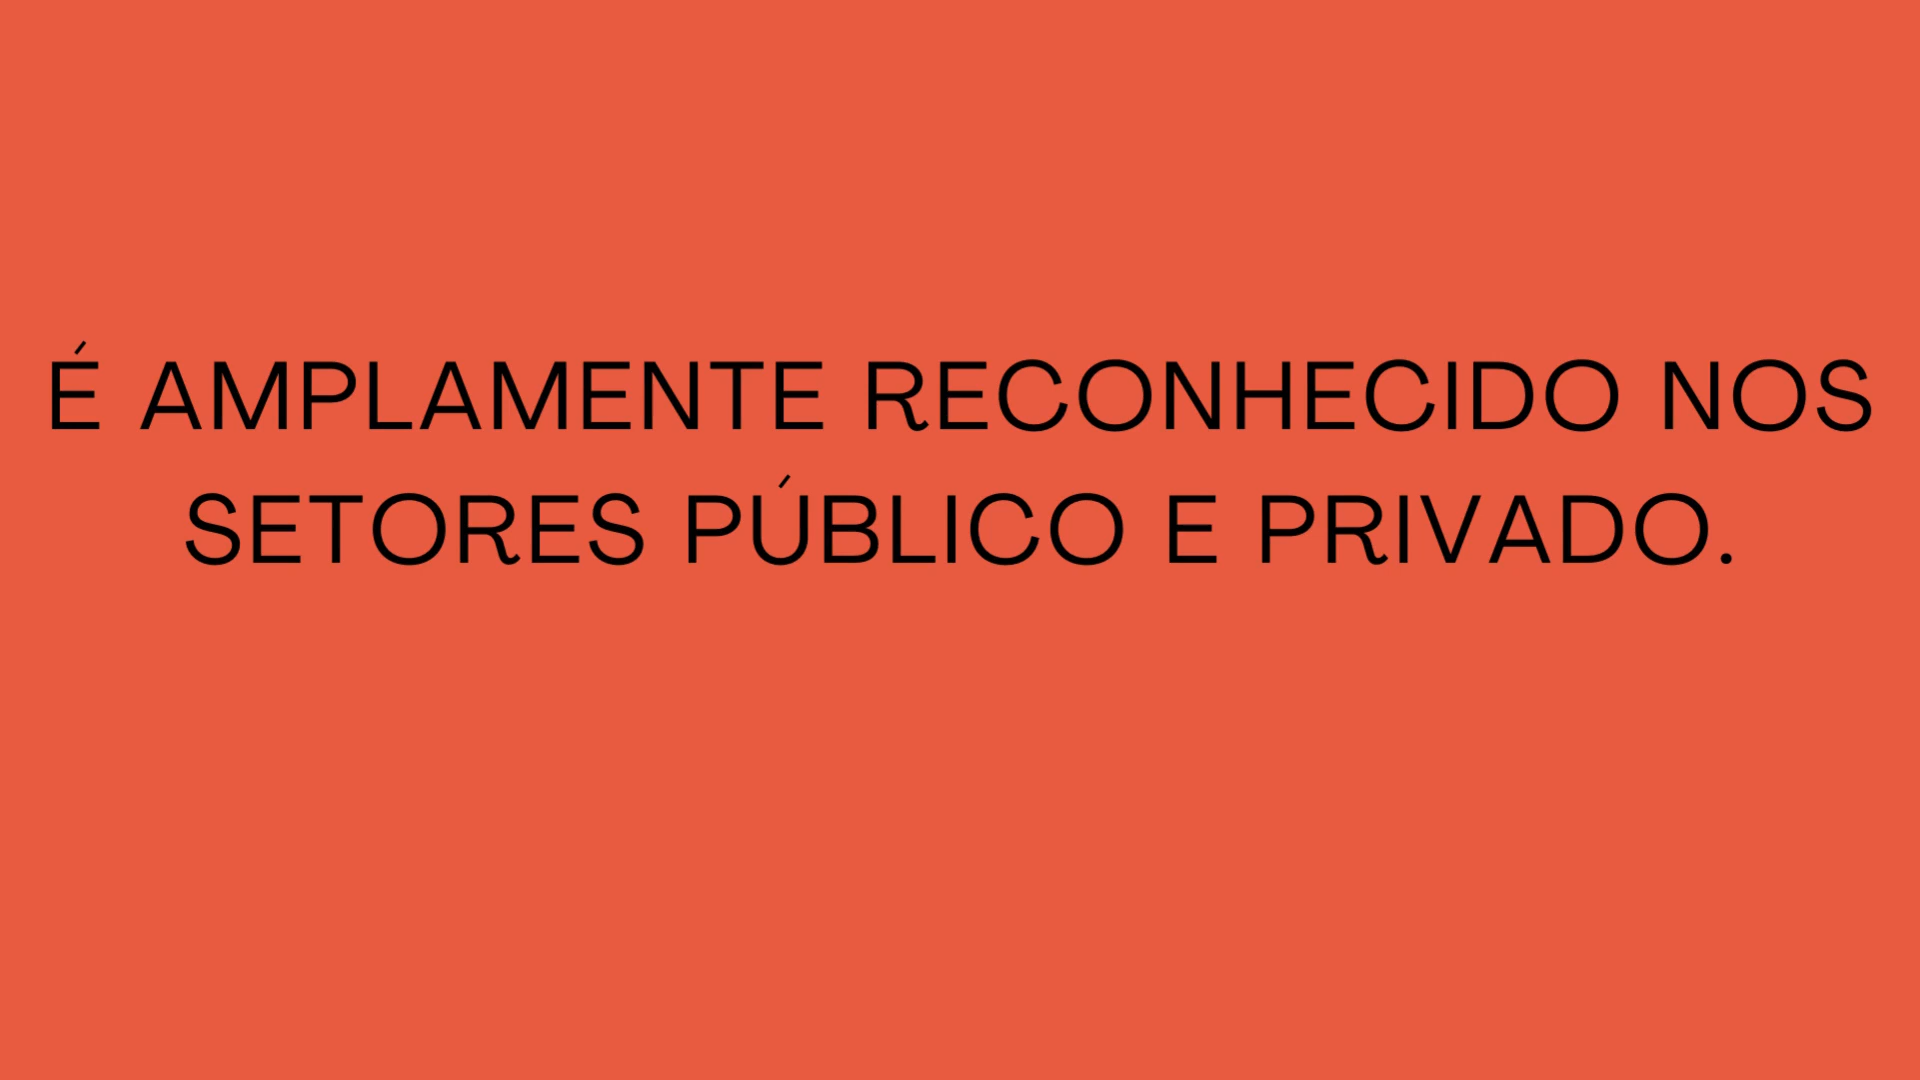 É AMPLAMENTE RECONHECIDO NOS
SETORES PÚBLICO E PRIVADO.